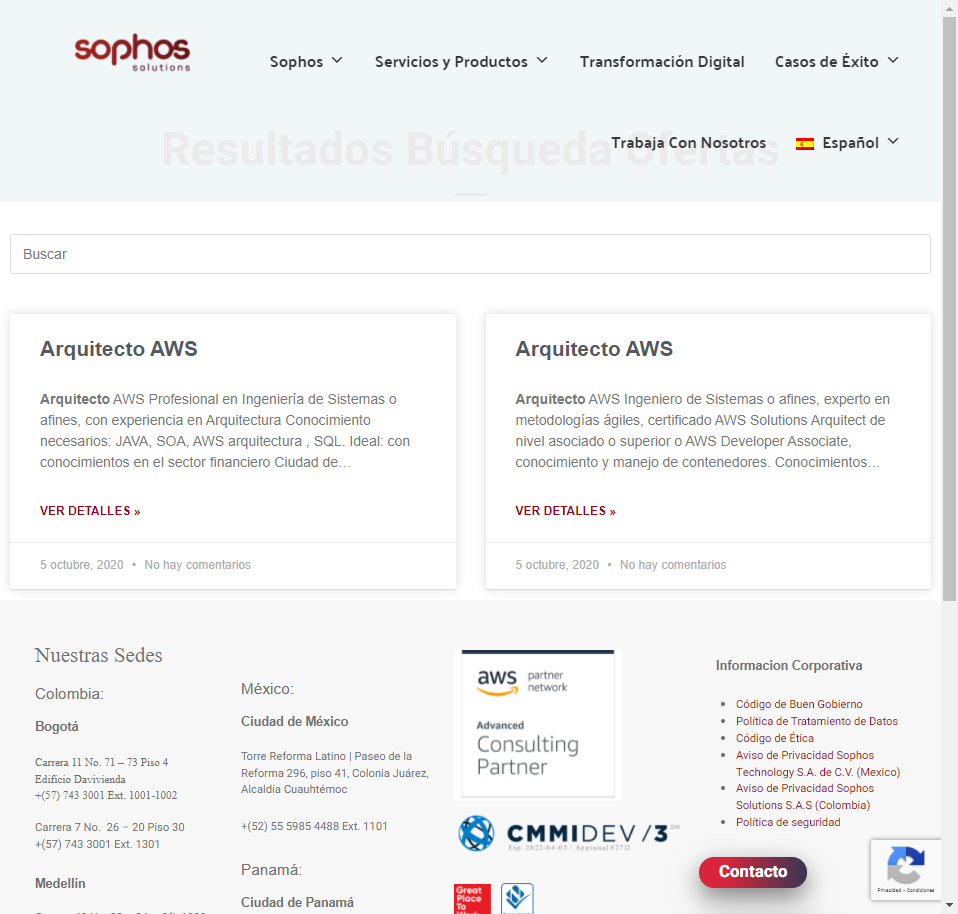 sophos
solutions
Sophos
Servicios y Productos
Transformación Digital
Casos de Éxito
Resultados Búsqueda Ofertas
Trabaja Con Nosotros
Español
Buscar
Arquitecto AWS
Arquitecto AWS Profesional en Ingeniería de Sistemas o
afines, con experiencia en Arquitectura Conocimiento
necesarios: JAVA, SOA, AWS arquitectura , SQL. Ideal: con
conocimientos en el sector financiero Ciudad de…
VER DETALLES »
5 octubre, 2020 • No hay comentarios
Arquitecto AWS
Arquitecto AWS Ingeniero de Sistemas o afines, experto en
metodologías ágiles, certificado AWS Solutions Arquitect de
nivel asociado o superior o AWS Developer Associate,
conocimiento y manejo de contenedores. Conocimientos…
VER DETALLES »
5 octubre, 2020 • No hay comentarios
Nuestras Sedes
Colombia:
Bogotá
Carrera 11 No. 71 – 73 Piso 4
Edificio Davivienda
+(57) 743 3001 Ext. 1001-1002
Carrera 7 No.  26 – 20 Piso 30
+(57) 743 3001 Ext. 1301
Medellín
México:
Ciudad de México
Torre Reforma Latino | Paseo de la
Reforma 296, piso 41, Colonia Juárez,
Alcaldía Cuauhtémoc
+(52) 55 5985 4488 Ext. 1101
Panamá:
Ciudad de Panamá
aws partner
network
Advanced
Consulting
Partner
CMMIDEV/3 SM
Exp. 2022-04-03 / Appraisal #2712
Great
Place
To
Informacion Corporativa
Código de Buen Gobierno
Política de Tratamiento de Datos
Código de Ética
Aviso de Privacidad Sophos
Technology S.A. de C.V. (Mexico)
Aviso de Privacidad Sophos
Solutions S.A.S (Colombia)
Política de seguridad
Contacto
Privacidad - Condiciones